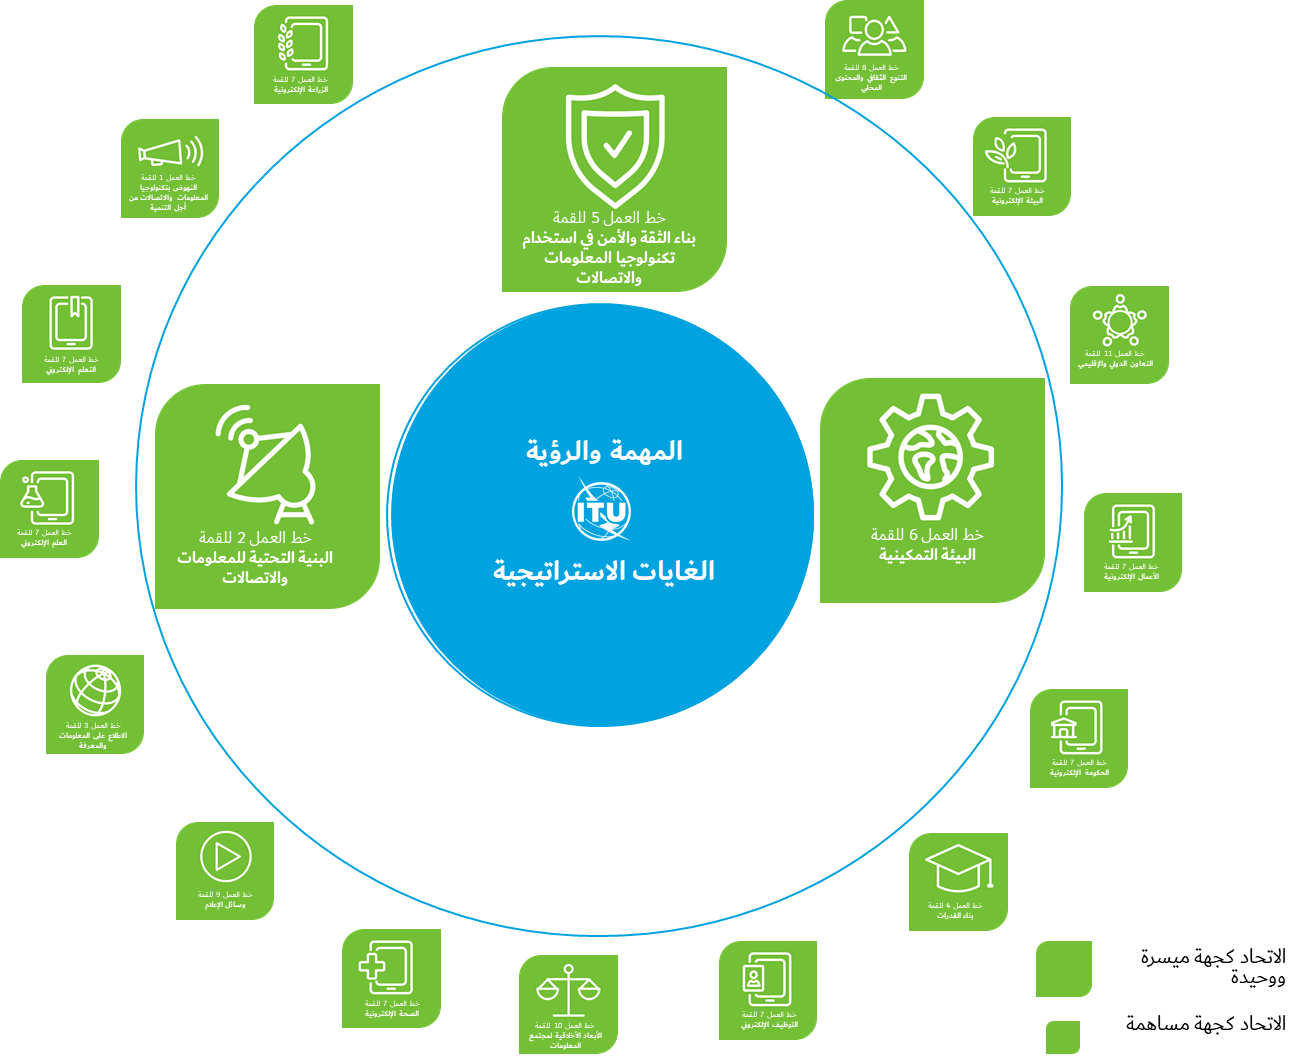 خط العمل 7 للقمة
الزراعة الإلكترونية
خط العمل 8 للقمة
التنوع الثقافي والمحتوى
المحلي
خط العمل 1 للقمة
النهوض بتكنولوجيا
المعلومات والاتصالات من
أجل التنمية
خط العمل 5 للقمة
بناء الثقة والأمن في استخدام
تكنولوجيا المعلومات
والاتصالات
خط العمل 7 للقمة
البيئة الإلكترونية
خط العمل 7 للقمة
التعلم الإلكتروني
خط العمل 11 للقمة
التعاون الدولي والإقليمي
خط العمل 2 للقمة
البنية التحتية للمعلومات
والاتصالات
المهمة والرؤية
ITU
الغايات الاستراتيجية
خط العمل 6 للقمة
البيئة التمكينية
خط العمل 7 للقمة
العلم الإلكتروني
خط العمل 7 للقمة
الأعمال الإلكترونية
خط العمل 3 للقمة
الاطلاع على المعلومات
والمعرفة
خط العمل 7 للقمة
الحكومة الإلكترونية
خط العمل 9 للقمة
وسائل الإعلام
خط العمل 4 للقمة
بناء القدرات
خط العمل 7 للقمة
الصحة الإلكترونية
خط العمل 10 للقمة
الأبعاد الأخلاقية لمجتمع
المعلومات
خط العمل 7 للقمة
التوظيف الإلكتروني
الاتحاد كجهة ميسرة
ووحيدة
الاتحاد كجهة مساهمة